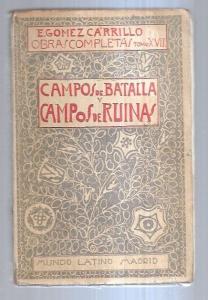 E. GOMEZ CARRILLO
OBRAS COMPLETAS TOMO XVII
CAMPOS DE BATALLA
Y
CAMPOS DE RUINAS
MUNDO LATINO MADRID